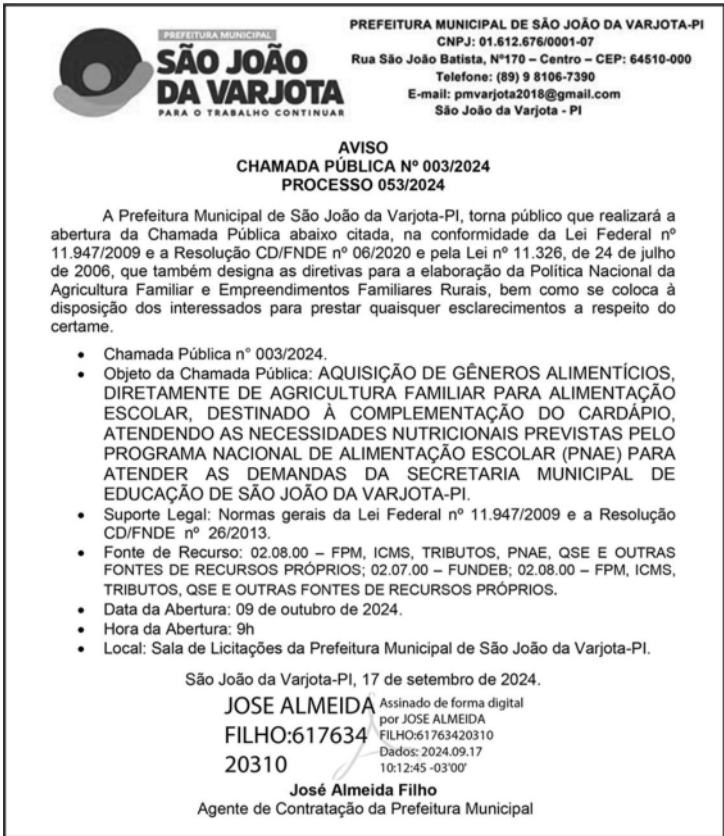 PREFEITURA MUNICIPAL
SÃO JOÃO
DA VARJOTA
PARA O TRABALHO CONTINUAR
PREFEITURA MUNICIPAL DE SÃO JOÃO DA VARJOTA-PI
CNPJ: 01.612.676/0001-07
Rua São João Batista, Nº170 – Centro – CEP: 64510-000
Telefone: (89) 9 8106-7390
E-mail: pmvarjota2018@gmail.com
São João da Varjota - PI
AVISO
CHAMADA PÚBLICA Nº 003/2024
PROCESSO 053/2024
A Prefeitura Municipal de São João da Varjota-PI, torna público que realizará a
abertura da Chamada Pública abaixo citada, na conformidade da Lei Federal nº
11.947/2009 e a Resolução CD/FNDE nº 06/2020 e pela Lei nº 11.326, de 24 de julho
de 2006, que também designa as diretivas para a elaboração da Política Nacional da
Agricultura Familiar e Empreendimentos Familiares Rurais, bem como se coloca à
disposição dos interessados para prestar quaisquer esclarecimentos a respeito do
certame.
• Chamada Pública n° 003/2024.
• Objeto da Chamada Pública: AQUISIÇÃO DE GÊNEROS ALIMENTÍCIOS,
DIRETAMENTE DE AGRICULTURA FAMILIAR PARA ALIMENTAÇÃO
ESCOLAR, DESTINADO À COMPLEMENTAÇÃO DO CARDÁPIO,
ATENDENDO AS NECESSIDADES NUTRICIONAIS PREVISTAS PELO
PROGRAMA NACIONAL DE ALIMENTAÇÃO ESCOLAR (PNAE) PARA
ATENDER AS DEMANDAS DA SECRETARIA MUNICIPAL DE
EDUCAÇÃO DE SÃO JOÃO DA VARJOTA-PI.
• Suporte Legal: Normas gerais da Lei Federal nº 11.947/2009 e a Resolução
CD/FNDE nº 26/2013.
• Fonte de Recurso: 02.08.00 – FPM, ICMS, TRIBUTOS, PNAE, QSE E OUTRAS
FONTES DE RECURSOS PRÓPRIOS; 02.07.00 – FUNDEB; 02.08.00 – FPM, ICMS,
TRIBUTOS, QSE E OUTRAS FONTES DE RECURSOS PRÓPRIOS.
• Data da Abertura: 09 de outubro de 2024.
• Hora da Abertura: 9h
• Local: Sala de Licitações da Prefeitura Municipal de São João da Varjota-PI.
São João da Varjota-PI, 17 de setembro de 2024.
JOSE ALMEIDA
FILHO:617634
20310
Assinado de forma digital
por JOSE ALMEIDA
FILHO:61763420310
Dados: 2024.09.17
10:12:45 -03'00'
José Almeida Filho
Agente de Contratação da Prefeitura Municipal